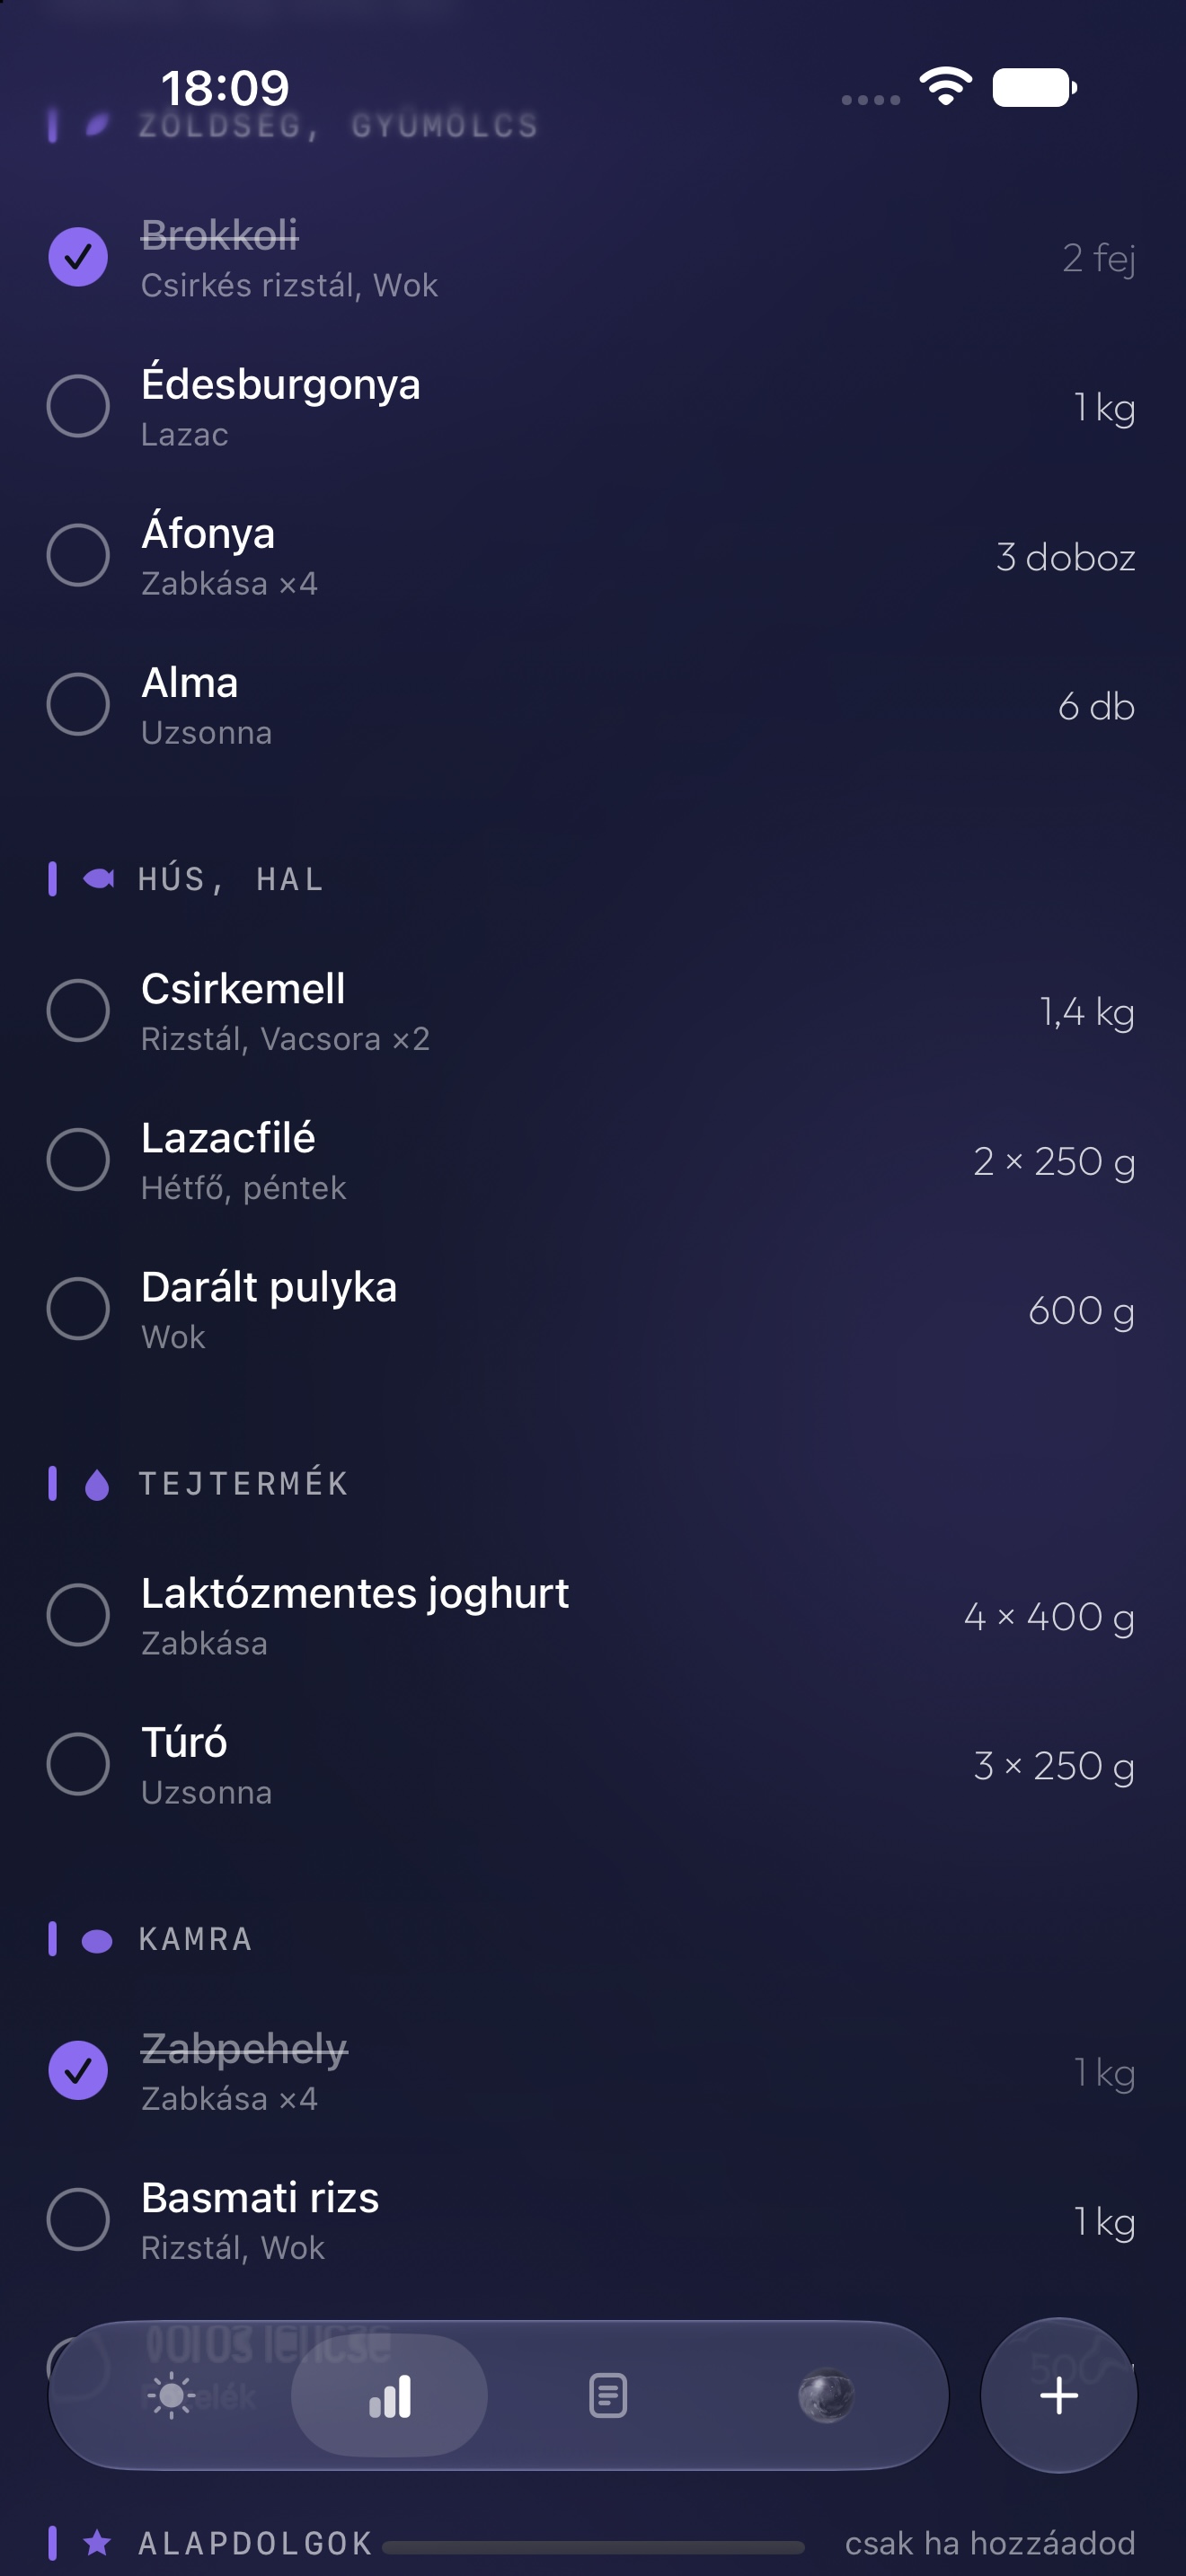 18:09
ZÖLDSÉG, GYÜMÖLCS
Brokkoli
2 fej
Csirkés rizstál, Wok
Édesburgonya
1 kg
Lazac
Áfonya
3 doboz
Zabkása ×4
Alma
6 db
Uzsonna
HÚS, HAL
Csirkemell
1,4 kg
Rizstál, Vacsora ×2
Lazacfilé
2 × 250 g
Hétfő, péntek
Darált pulyka
600 g
Wok
TEJTERMÉK
Laktózmentes joghurt
4 × 400 g
Zabkása
Túró
3 × 250 g
Uzsonna
KAMRA
Zabpehely
1 kg
Zabkása ×4
Basmati rizs
1 kg
Rizstál, Wok
ALAPDOLGOK
csak ha hozzáadod